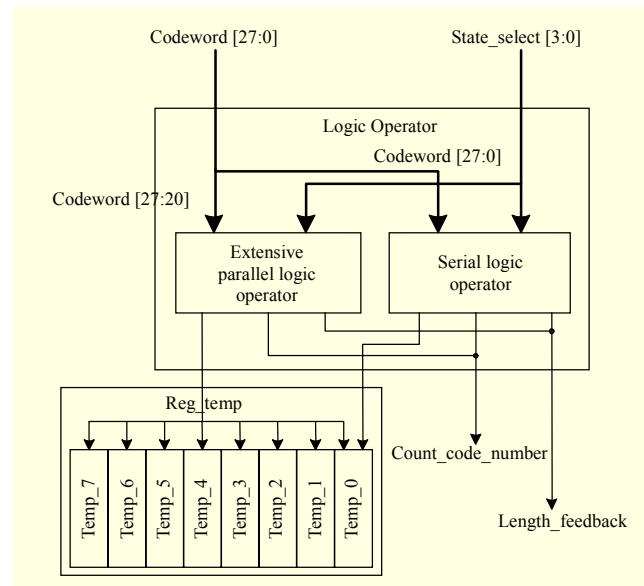 Codeword [27:0]
State_select [3:0]
Logic Operator
Codeword [27:0]
Codeword [27:20]
Extensive
parallel logic
operator
Serial logic
operator
Reg_temp
Temp_7
Temp_6
Temp_5
Temp_4
Temp_3
Temp_2
Temp_1
Temp_0
Count_code_number
Length_feedback